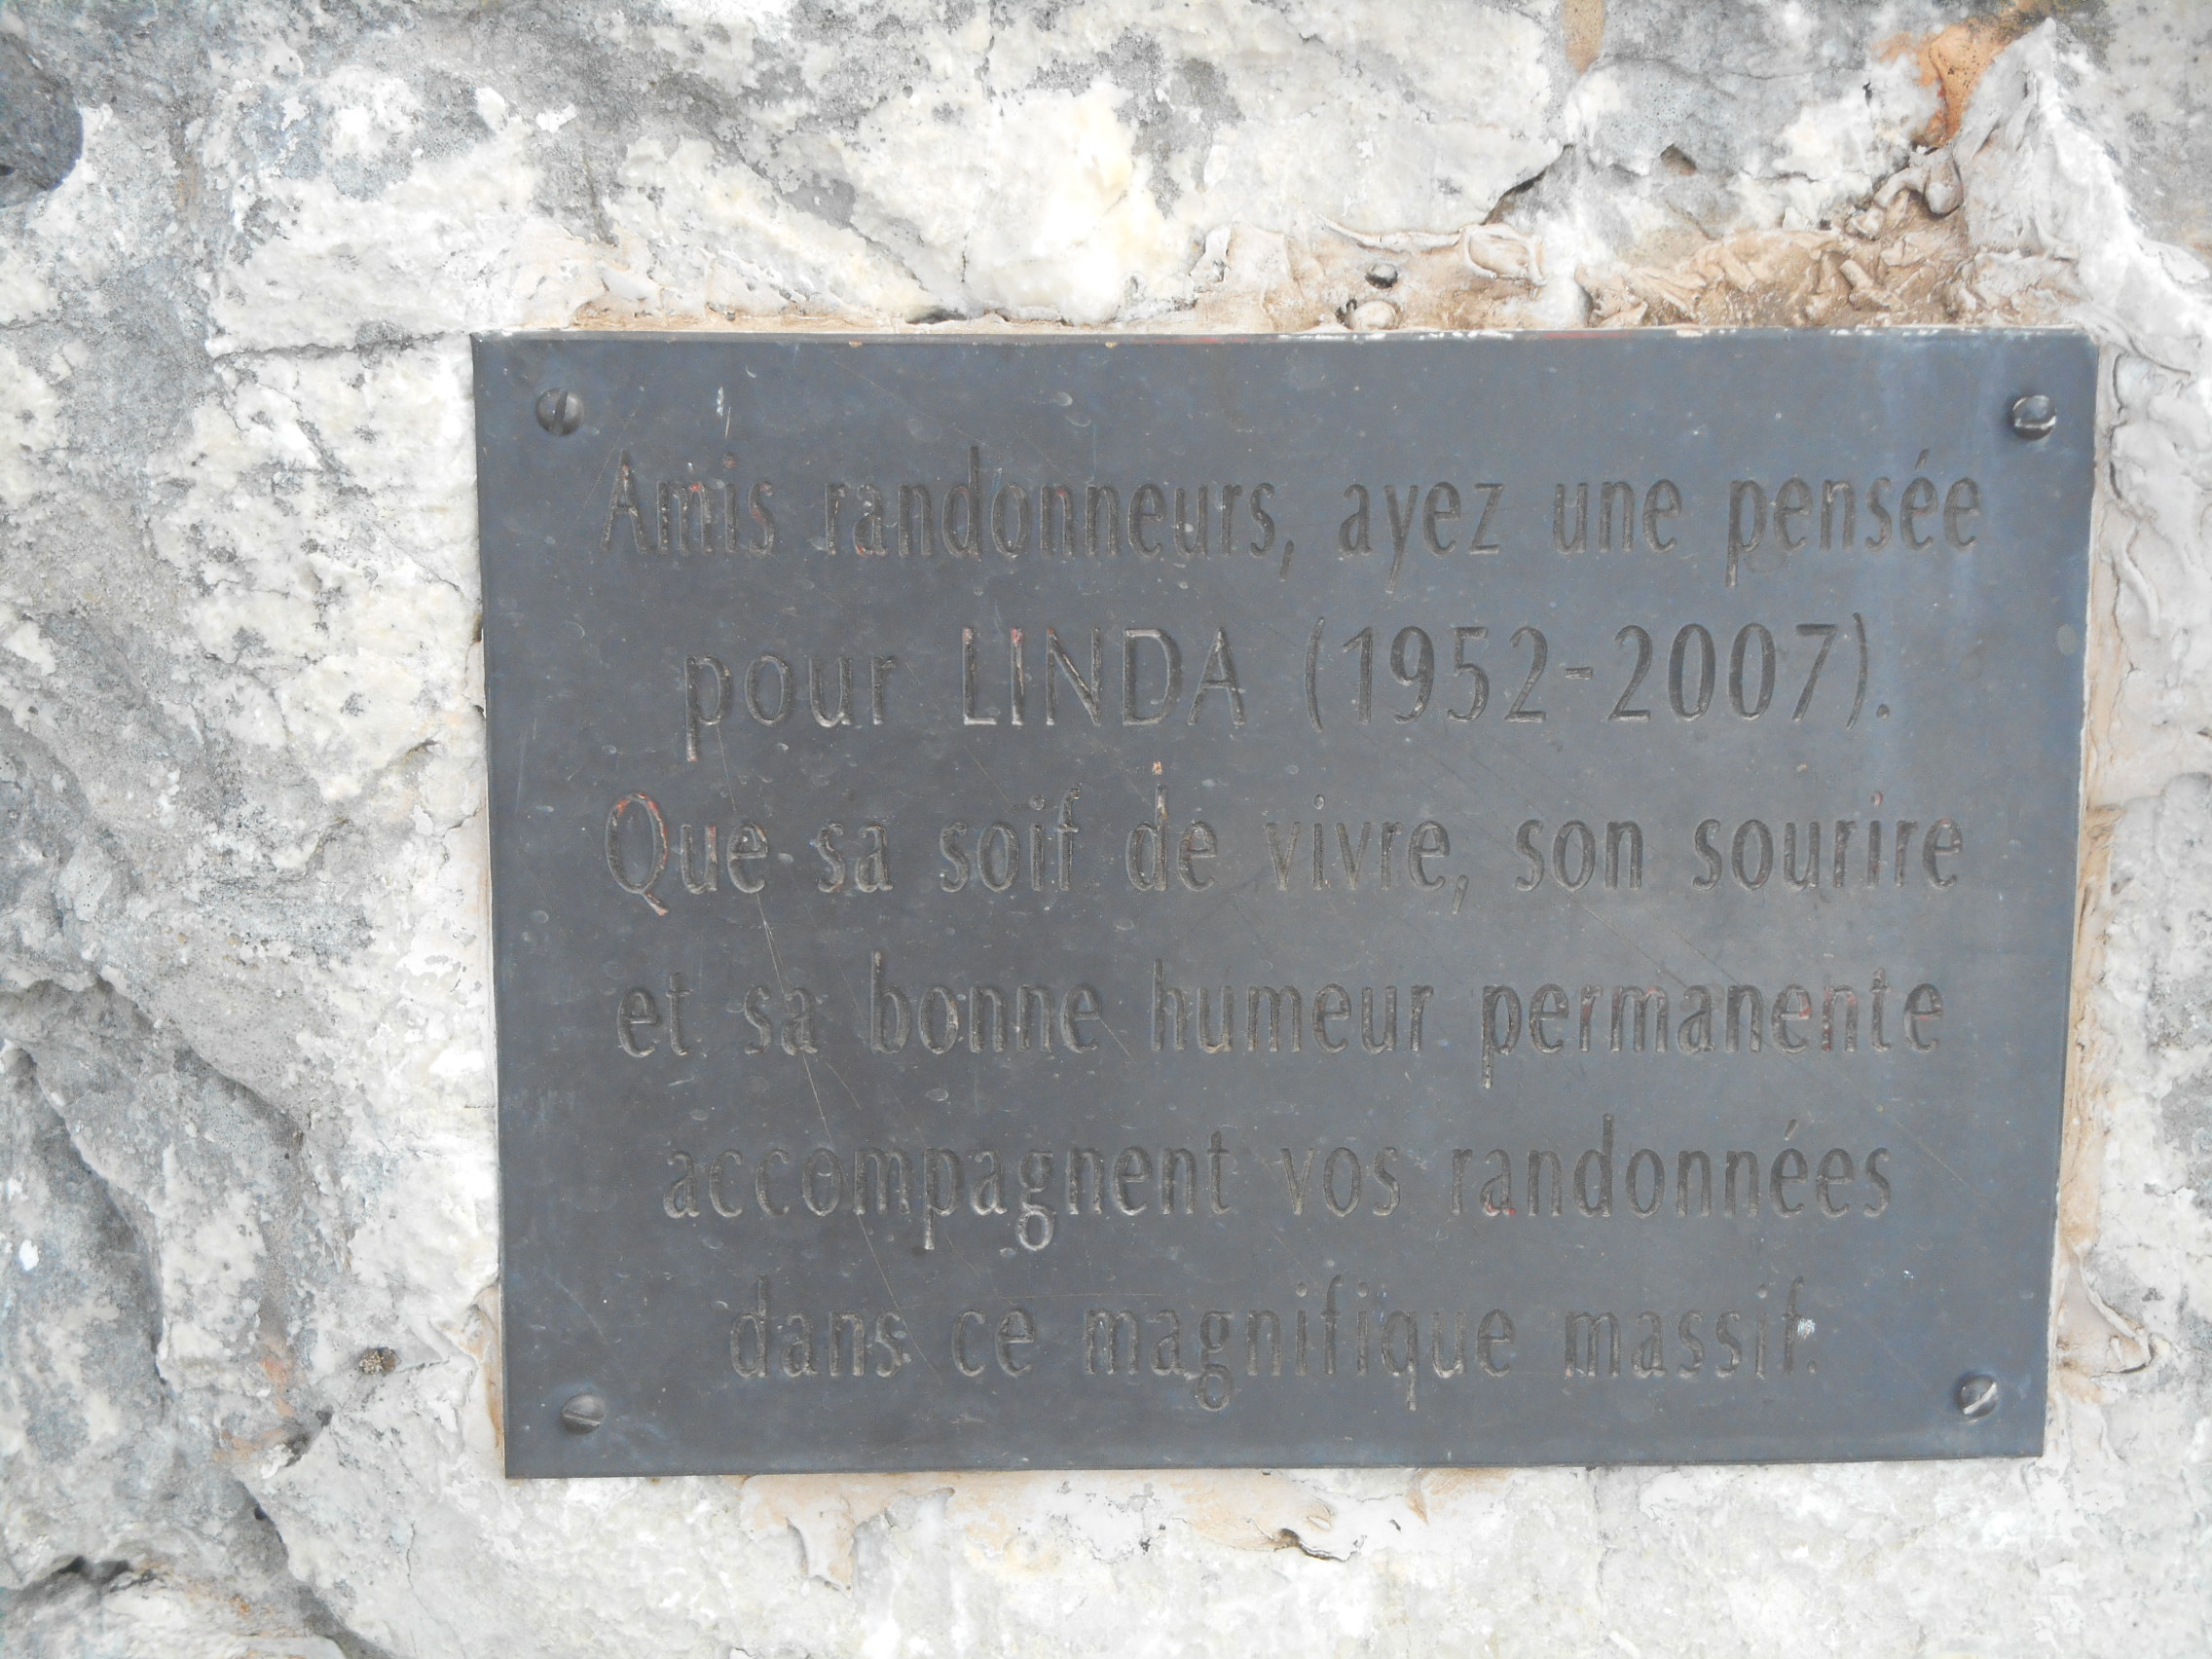 Amis randonneurs, ayez une pensée
pour LINDA (1952-2007).
Que sa soif de vivre, son sourire
et sa bonne humeur permanente
accompagnent vos randonnées
dans ce magnifique massif.